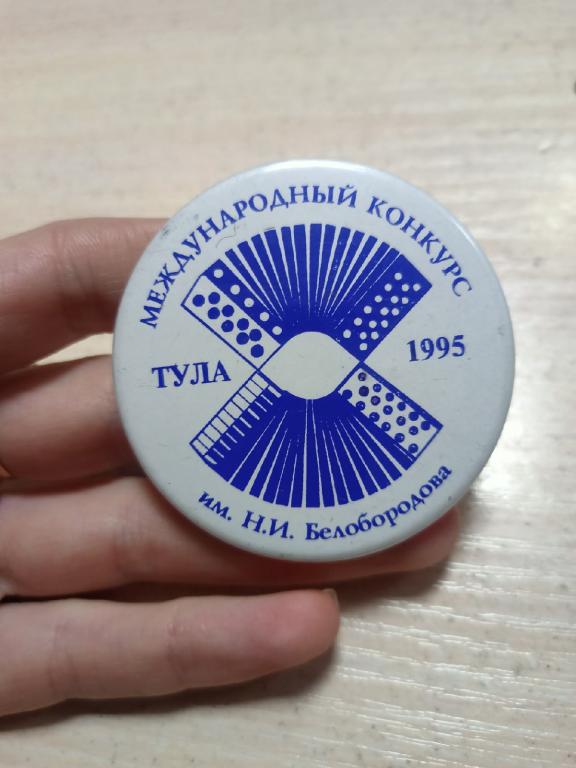 МЕЖДУНАРОДНЫЙ КОНКУРС
ТУЛА
1995
им. Н.И. Белобородова